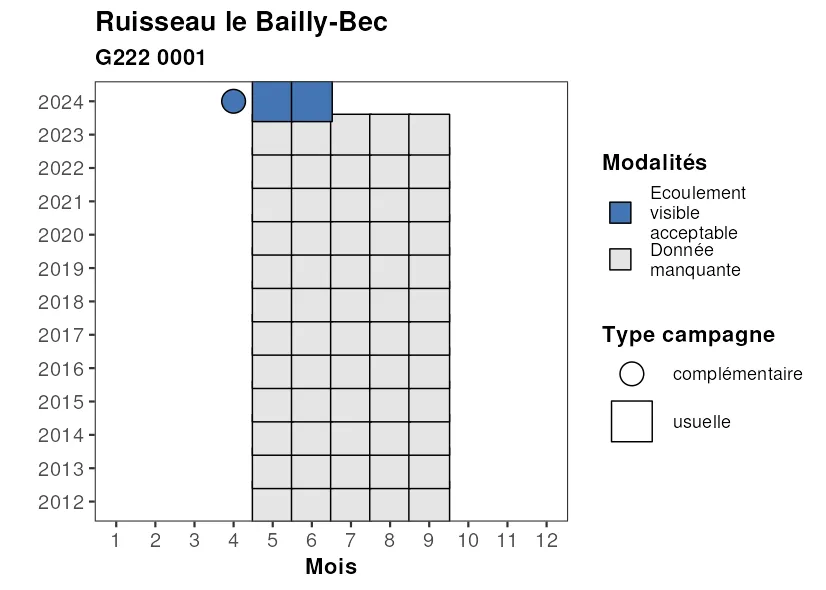 Ruisseau le Bailly-Bec
G222 0001
2024
2023
2022
2021
2020
2019
2018
2017
2016
2015
2014
2013
2012
1 2 3 4 5 6 7 8 9 10 11 12
Mois
Modalités
Ecoulement
visible
acceptable
Donnée
manquante
Type campagne
complémentaire
usuelle